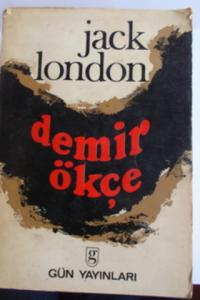 jack
london
demir
ökçe
g
GÜN YAYINLARI